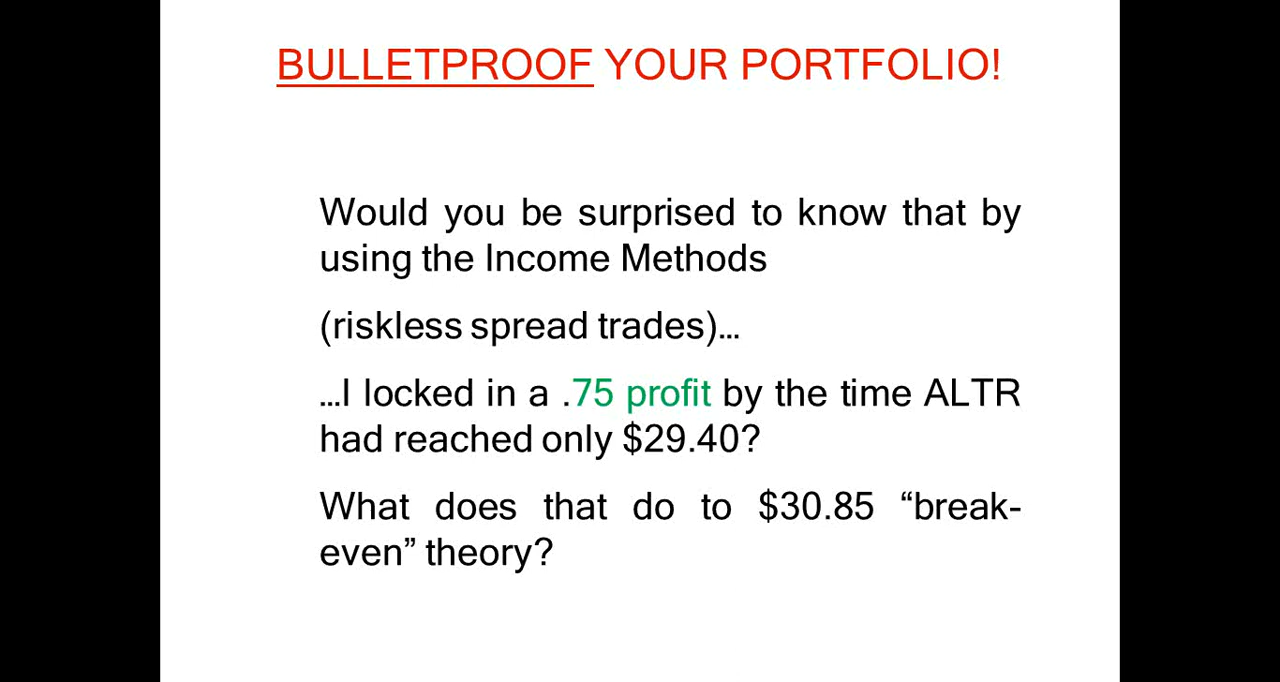 BULLETPROOF YOUR PORTFOLIO!
Would you be surprised to know that by
using the Income Methods
(riskless spread trades)...
...I locked in a .75 profit by the time ALTR
had reached only $29.40?
What does that do to $30.85 “break-
even” theory?